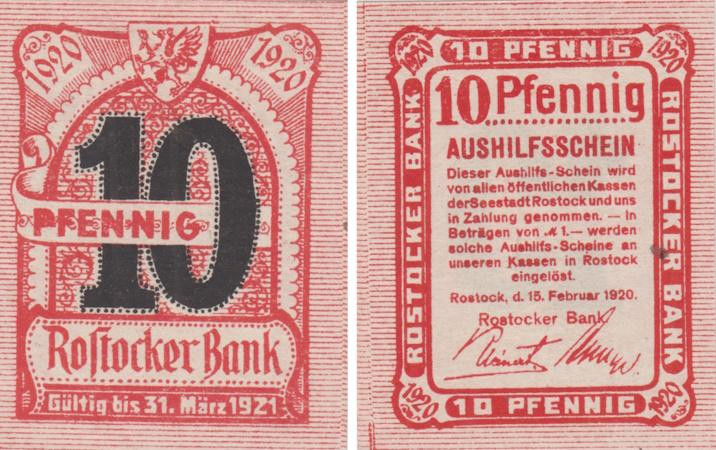 1920
1920
10
PFENNIG
Rostocker Bank
Gültig bis 31. März 1921
1920
10 PFENNIG
1920
ROSTOCKER BANK
ROSTOCKER BANK
10 Pfennig
AUSHILFSSCHEIN
Dieser Aushilfs-Schein wird
von allen öffentlichen Kassen
der Seestadt Rostock und uns
in Zahlung genommen. — In
Beträgen von ℳ 1.— werden
solche Aushilfs-Scheine an
unseren Kassen in Rostock
eingelöst.
Rostock, d. 15. Februar 1920.
Rostocker Bank
1920
10 PFENNIG
1920